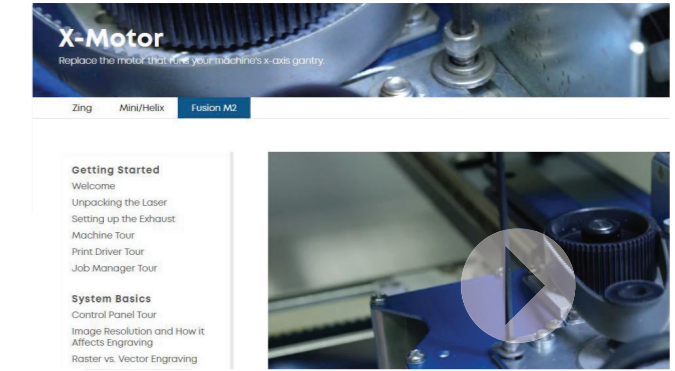 X-Motor
Replace the motor that runs your machine's x-axis gantry.
Zing Mini/Helix Fusion M2
Getting Started
Welcome
Unpacking the Laser
Setting up the Exhaust
Machine Tour
Print Driver Tour
Job Manager Tour
System Basics
Control Panel Tour
Image Resolution and How it
Affects Engraving
Raster vs. Vector Engraving